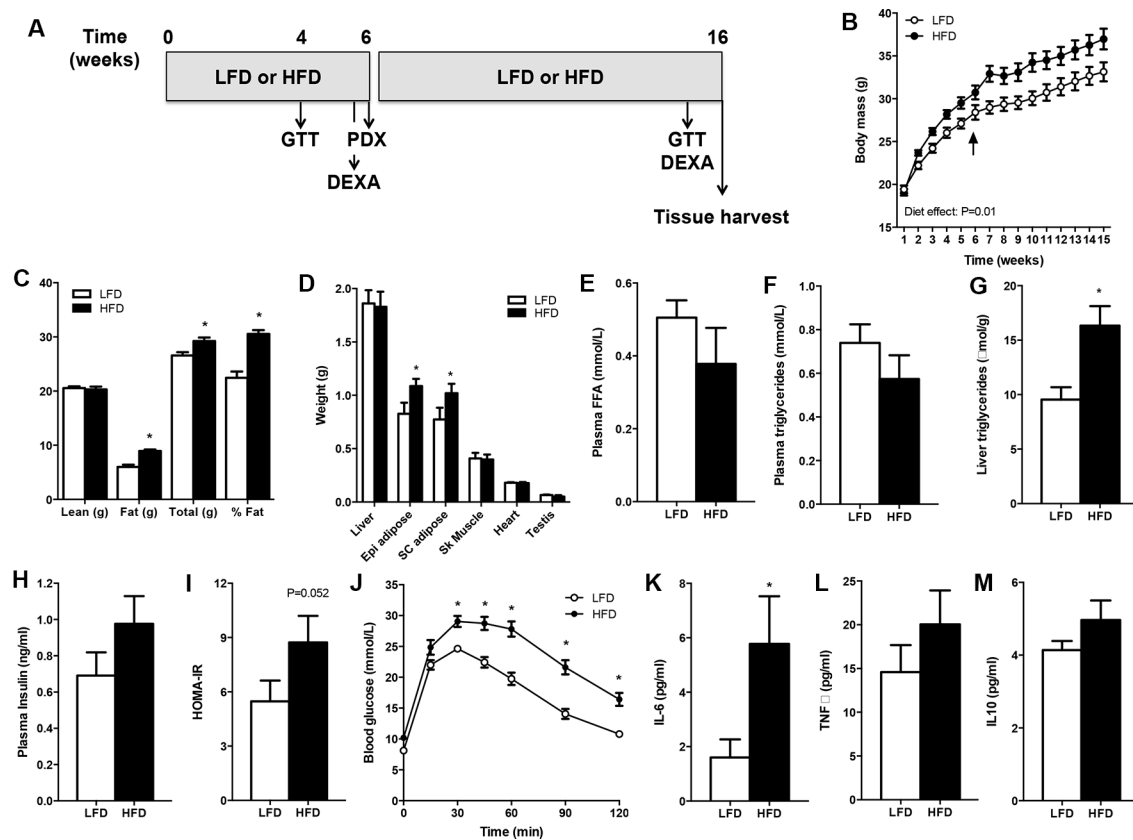 A
Time
(weeks)
0 4 6 16
LFD or HFD LFD or HFD
GTT PDX GTT
DEXA DEXA
Tissue harvest
B
LFD
HFD
Body mass (g)
40
35
30
25
20
15
Diet effect: P=0.01
1 2 3 4 5 6 7 8 9 10 11 12 13 14 15
Time (weeks)
C
LFD
HFD
40
30
20
10
0
* * *
Lean (g) Fat (g) Total (g) % Fat
D
LFD
HFD
Weight (g)
2.0
1.5
1.0
0.5
0.0
* *
Liver Epi adipose SC adipose Sk Muscle Heart Testis
E
Plasma FFA (mmol/L)
0.6
0.4
0.2
0.0
LFD HFD
F
Plasma triglycerides (mmol/L)
1.0
0.8
0.6
0.4
0.2
0.0
LFD HFD
G
Liver triglycerides (□mol/g)
20
15
10
5
0
*
LFD HFD
H
Plasma Insulin (ng/ml)
1.2
1.0
0.8
0.6
0.4
0.2
0.0
LFD HFD
I
HOMA-IR
12
9
6
3
0
P=0.052
LFD HFD
J
LFD
HFD
Blood glucose (mmol/L)
35
30
25
20
15
10
5
0
* * * * *
0 30 60 90 120
Time (min)
K
IL-6 (pg/ml)
8
6
4
2
0
*
LFD HFD
L
TNF □ (pg/ml)
25
20
15
10
5
0
LFD HFD
M
IL10 (pg/ml)
6
4
2
0
LFD HFD